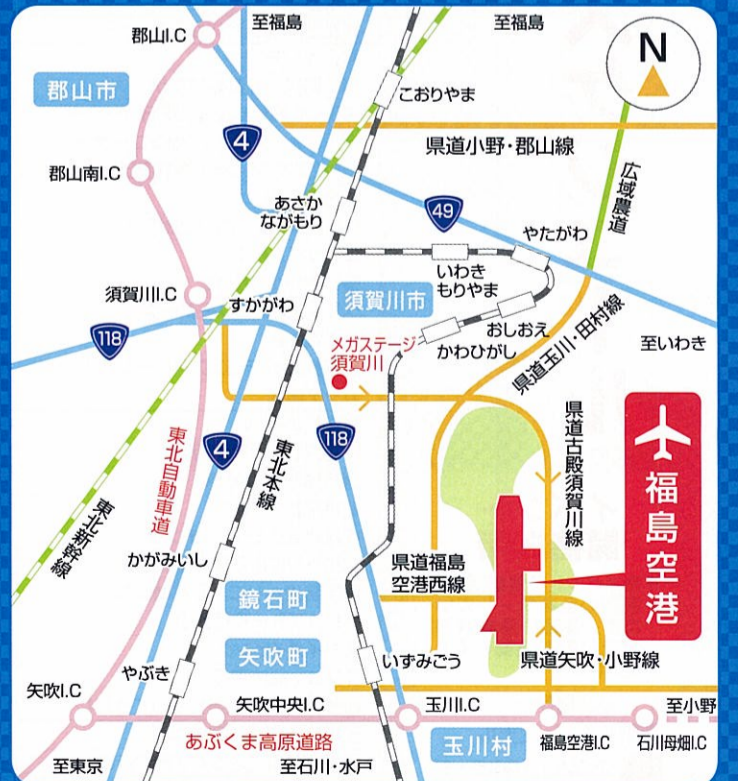 郡山I.C
至福島
至福島
N
郡山市
こおりやま
4
県道小野・郡山線
郡山南I.C
広域農道
あさか
ながもり
49
やたがわ
いわき
もりやま
須賀川I.C
すかがわ
須賀川市
おしおえ
118
メガステージ
須賀川
かわひがし
県道玉川・田村線
至いわき
県道古殿須賀川線
福島空港
東北自動車道
4
東北本線
118
東北新幹線
かがみいし
県道福島
空港西線
鏡石町
矢吹町
やぶき
いずみごう
県道矢吹・小野線
矢吹I.C
矢吹中央I.C
玉川I.C
至小野
あぶくま高原道路
玉川村
福島空港I.C
石川母畑I.C
至東京
至石川・水戸